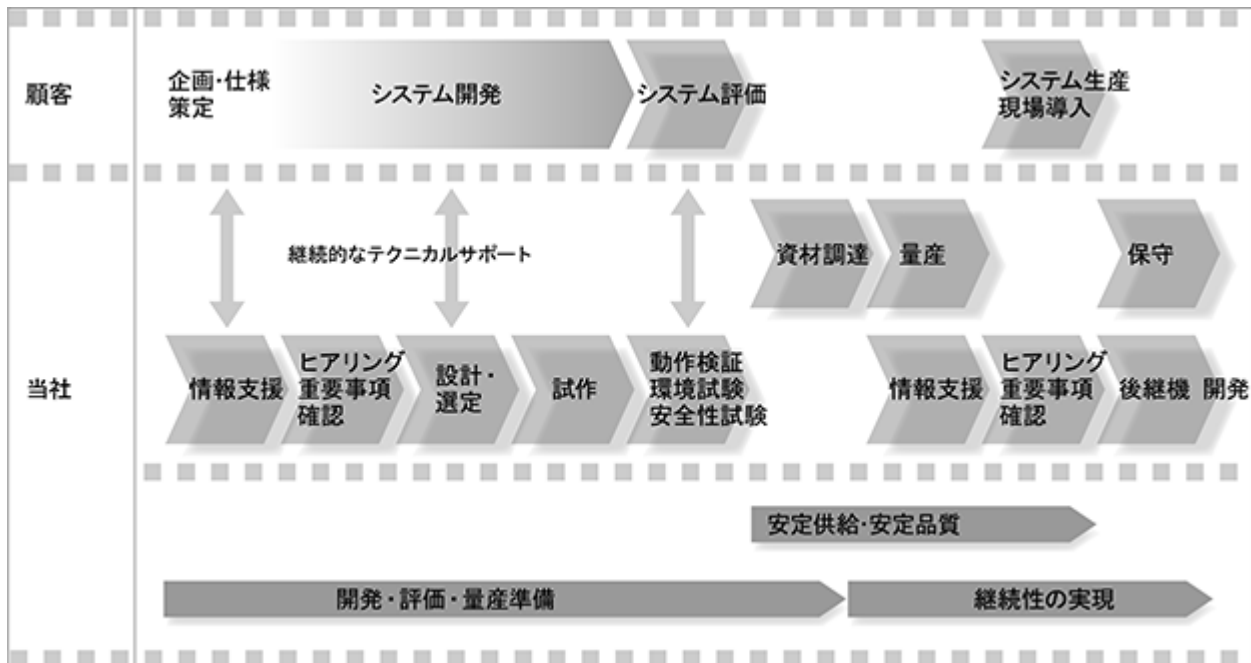 顧客
企画・仕様
策定
システム開発
システム評価
システム生産
現場導入
継続的なテクニカルサポート
資材調達
量産
保守
当社
情報支援
ヒアリング
重要事項
確認
設計・
選定
試作
動作検証
環境試験
安全性試験
情報支援
ヒアリング
重要事項
確認
後継機 開発
安定供給・安定品質
開発・評価・量産準備
継続性の実現